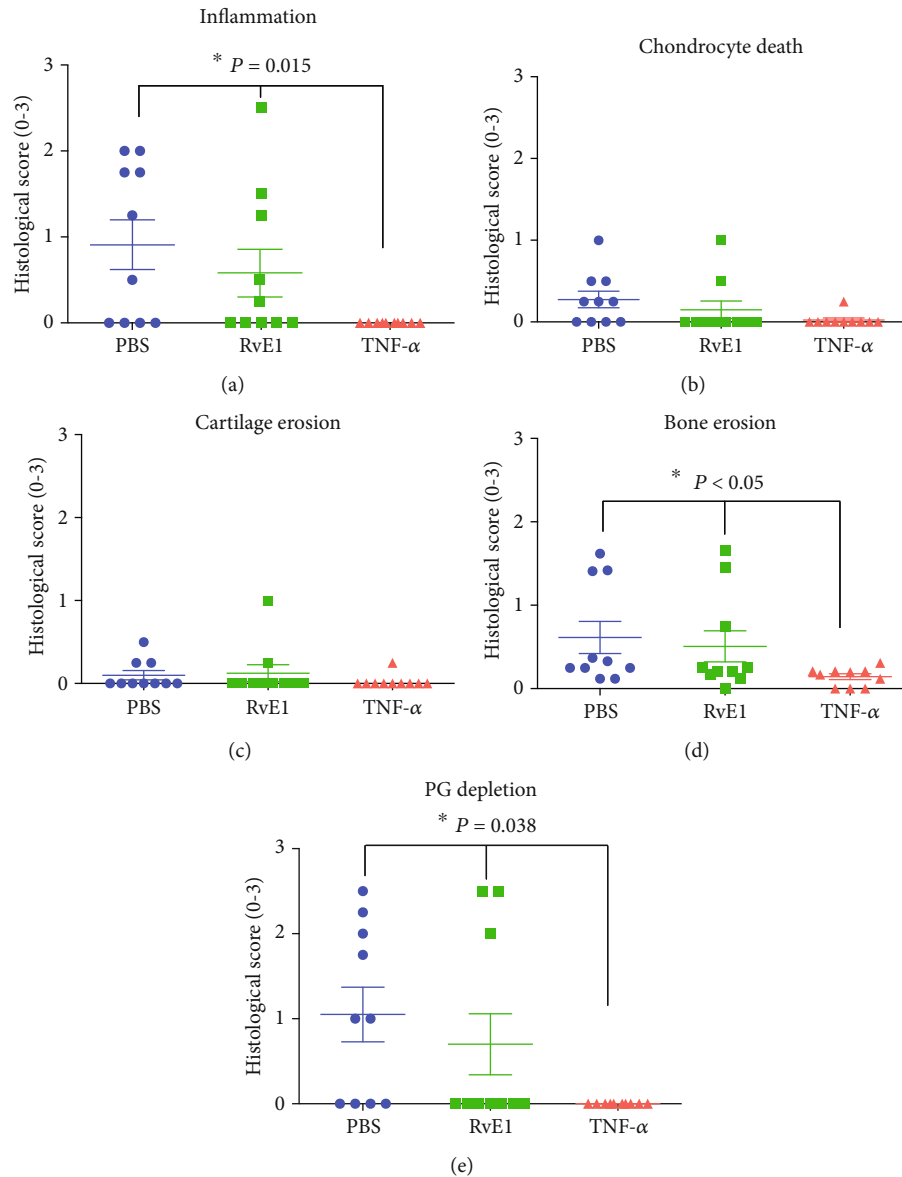 Inflammation
* P = 0.015
Histological score (0-3)
3
2
1
0
PBS RvE1 TNF-α
(a)
Chondrocyte death
Histological score (0-3)
3
2
1
0
PBS RvE1 TNF-α
(b)
Cartilage erosion
Histological score (0-3)
3
2
1
0
PBS RvE1 TNF-α
(c)
Bone erosion
* P < 0.05
Histological score (0-3)
3
2
1
0
PBS RvE1 TNF-α
(d)
PG depletion
* P = 0.038
Histological score (0-3)
3
2
1
0
PBS RvE1 TNF-α
(e)